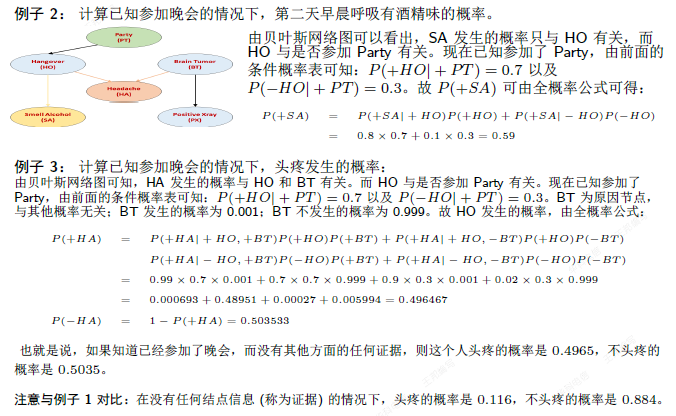 例子 2： 计算已知参加晚会的情况下，第二天早晨呼吸有酒精味的概率。
Party
(PT)
Hangover
(HO)
Brain Tumor
(BT)
Headache
(HA)
Smell Alcohol
(SA)
Positive Xray
(PX)
由贝叶斯网络图可以看出，SA 发生的概率只与 HO 有关，而
HO 与是否参加 Party 有关。现在已知参加了 Party，由前面的
条件概率表可知：P(+HO|+PT) = 0.7 以及
P(−HO|+PT) = 0.3。故 P(+SA) 可由全概率公式可得：
P(+SA) = P(+SA|+HO)P(+HO) + P(+SA|−HO)P(−HO)
= 0.8 × 0.7 + 0.1 × 0.3 = 0.59
例子 3： 计算已知参加晚会的情况下，头疼发生的概率：
由贝叶斯网络图可知，HA 发生的概率与 HO 和 BT 有关。而 HO 与是否参加 Party 有关。现在已知参加了
Party，由前面的条件概率表可知：P(+HO|+PT) = 0.7 以及 P(−HO|+PT) = 0.3。BT 为原因节点，
与其他概率无关；BT 发生的概率为 0.001；BT 不发生的概率为 0.999。故 HO 发生的概率，由全概率公式：
P(+HA) = P(+HA|+HO,+BT)P(+HO)P(+BT) + P(+HA|+HO,−BT)P(+HO)P(−BT)
P(+HA|−HO,+BT)P(−HO)P(+BT) + P(+HA|−HO,−BT)P(−HO)P(−BT)
= 0.99 × 0.7 × 0.001 + 0.7 × 0.7 × 0.999 + 0.9 × 0.3 × 0.001 + 0.02 × 0.3 × 0.999
= 0.000693 + 0.48951 + 0.00027 + 0.005994 = 0.496467
P(−HA) = 1 − P(+HA) = 0.503533
也就是说，如果知道已经参加了晚会，而没有其他方面的任何证据，则这个人头疼的概率是 0.4965，不头疼的
概率是 0.5035。
注意与例子 1 对比：在没有任何结点信息 (称为证据) 的情况下，头疼的概率是 0.116，不头疼的概率是 0.884。